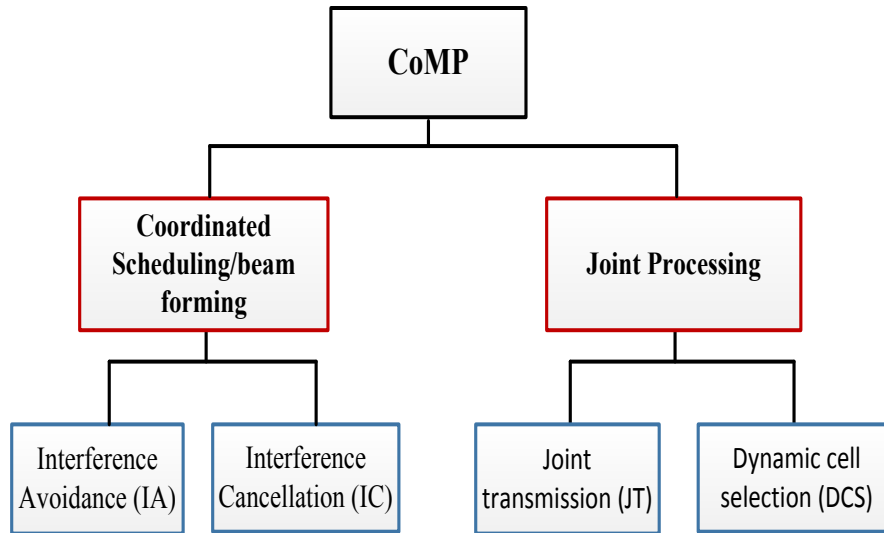 CoMP
Coordinated
Scheduling/beam
forming
Joint Processing
Interference
Avoidance (IA)
Interference
Cancellation (IC)
Joint
transmission (JT)
Dynamic cell
selection (DCS)